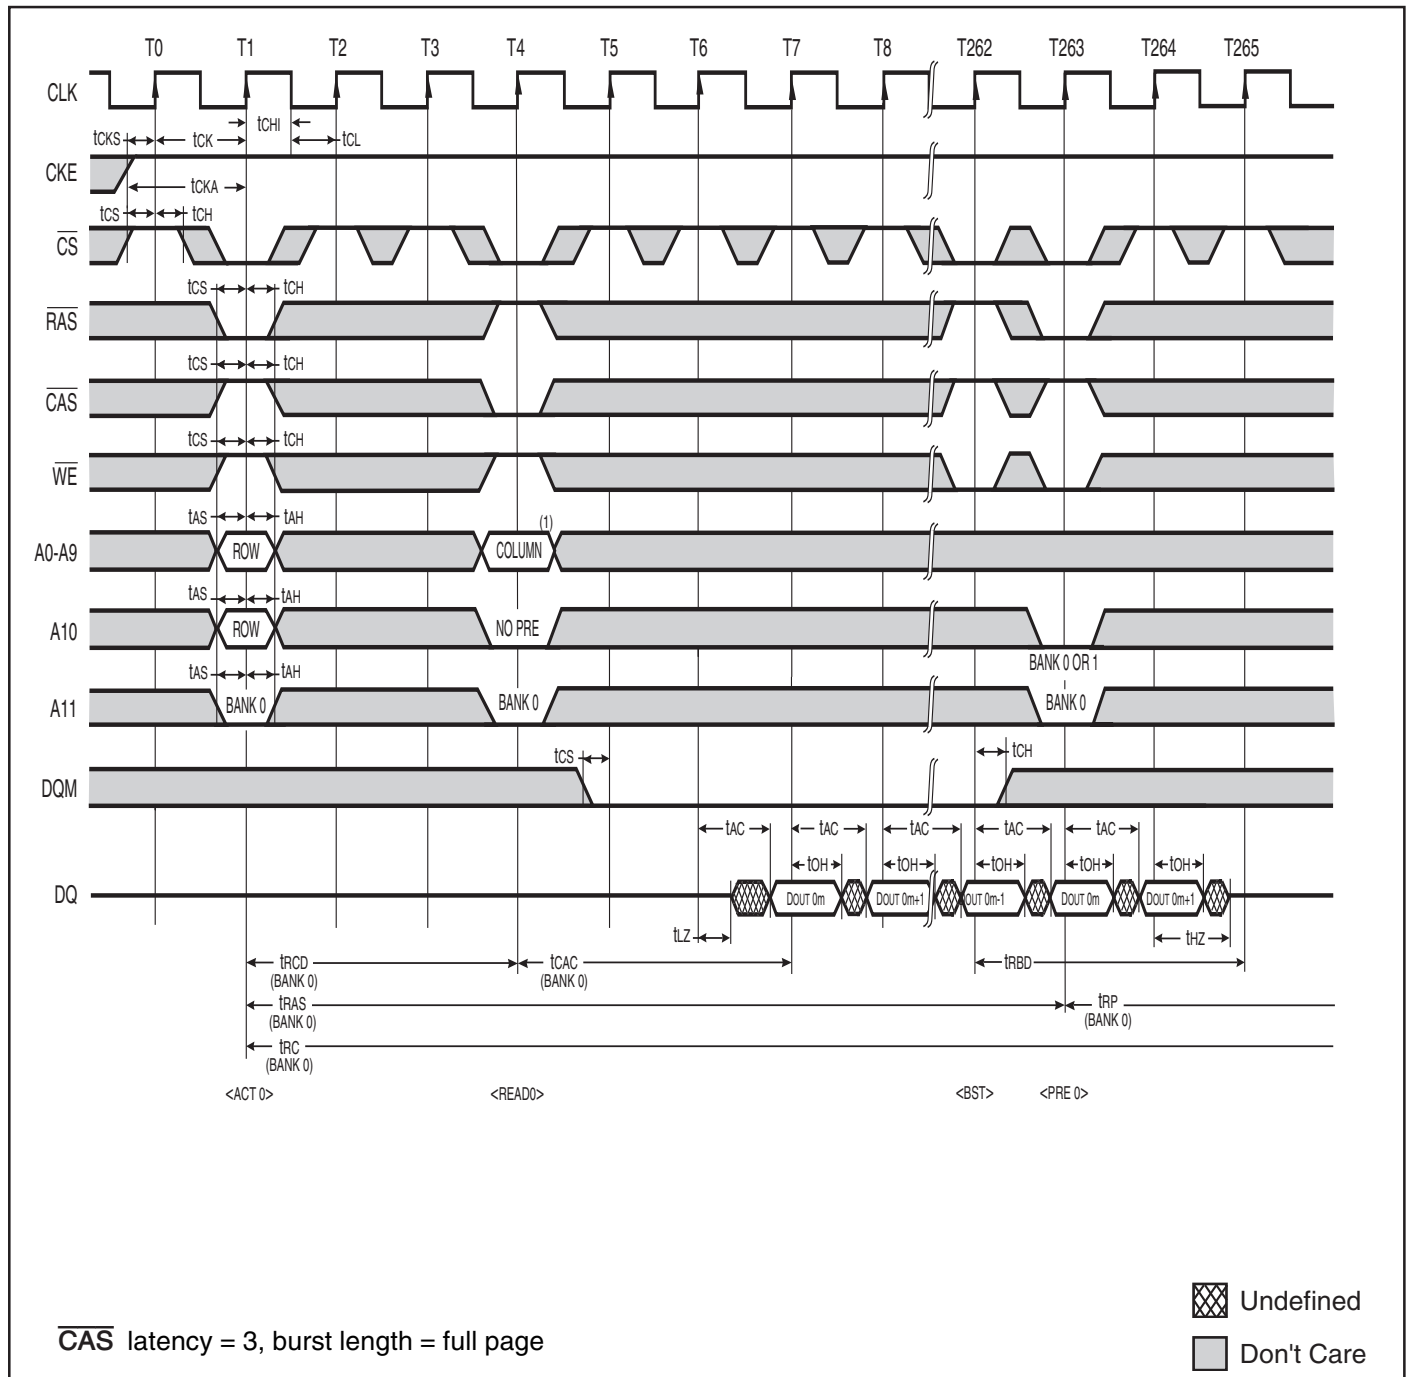 T0 T1 T2 T3 T4 T5 T6 T7 T8 T262 T263 T264 T265
CLK
tCHI
tCKS tCK tCL
CKE
tCKA
tCS tCH
CS
tCS tCH
RAS
tCS tCH
CAS
tCS tCH
WE
tAS tAH (1)
A0-A9 ROW COLUMN
tAS tAH
A10 ROW NO PRE
BANK 0 OR 1
tAS tAH
A11 BANK 0 BANK 0 BANK 0
tCS tCH
DQM
tAC tAC tAC tAC tAC
tOH tOH tOH tOH tOH
DQ DOUT 0m DOUT 0m+1 OUT 0m-1 DOUT 0m DOUT 0m+1
tLZ tHZ
tRCD tCAC tRBD
(BANK 0) (BANK 0)
tRAS tRP
(BANK 0) (BANK 0)
tRC
(BANK 0)
<ACT 0> <READ0> <BST> <PRE 0>
Undefined
CAS latency = 3, burst length = full page
Don't Care